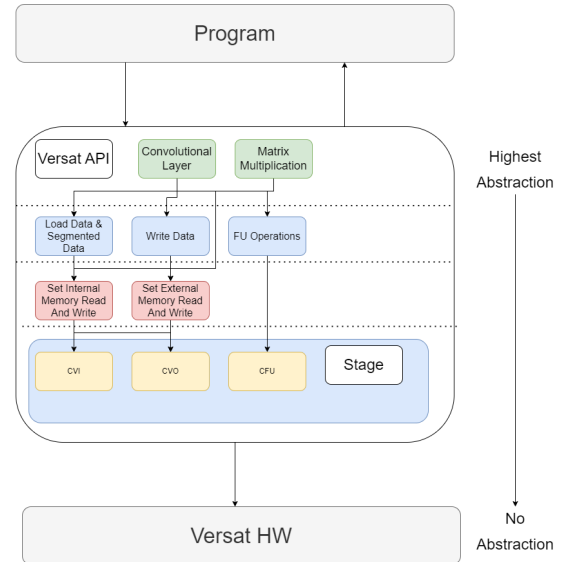 Program
Versat API
Convolutional
Layer
Matrix
Multiplication
Highest
Abstraction
Load Data &
Segmented
Data
Write Data
FU Operations
Set Internal
Memory Read
And Write
Set External
Memory Read
And Write
Stage
CVI
CVO
CFU
Versat HW
No
Abstraction